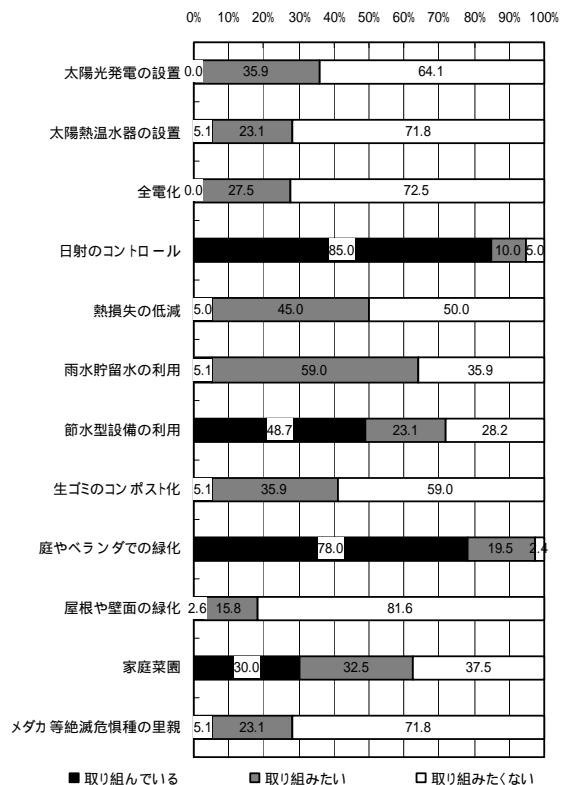 0% 10% 20% 30% 40% 50% 60% 70% 80% 90% 100%
太陽光発電の設置 0.0 35.9 64.1
太陽熱温水器の設置 5.1 23.1 71.8
全電化 0.0 27.5 72.5
日射のコントロール 85.0 10.0 5.0
熱損失の低減 5.0 45.0 50.0
雨水貯留水の利用 5.1 59.0 35.9
節水型設備の利用 48.7 23.1 28.2
生ゴミのコンポスト化 5.1 35.9 59.0
庭やベランダでの緑化 78.0 19.5 2.4
屋根や壁面の緑化 2.6 15.8 81.6
家庭菜園 30.0 32.5 37.5
メダカ等絶滅危惧種の里親 5.1 23.1 71.8
取り組んでいる 取り組みたい 取り組みたくない